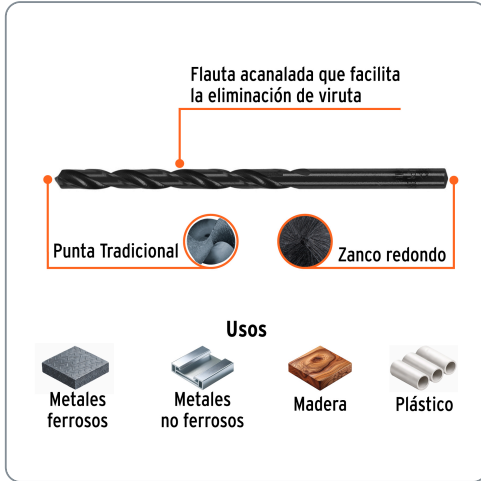 Flauta acanalada que facilita
la eliminación de viruta
Punta Tradicional
Zanco redondo
Usos
Metales
ferrosos
Metales
no ferrosos
Madera
Plástico